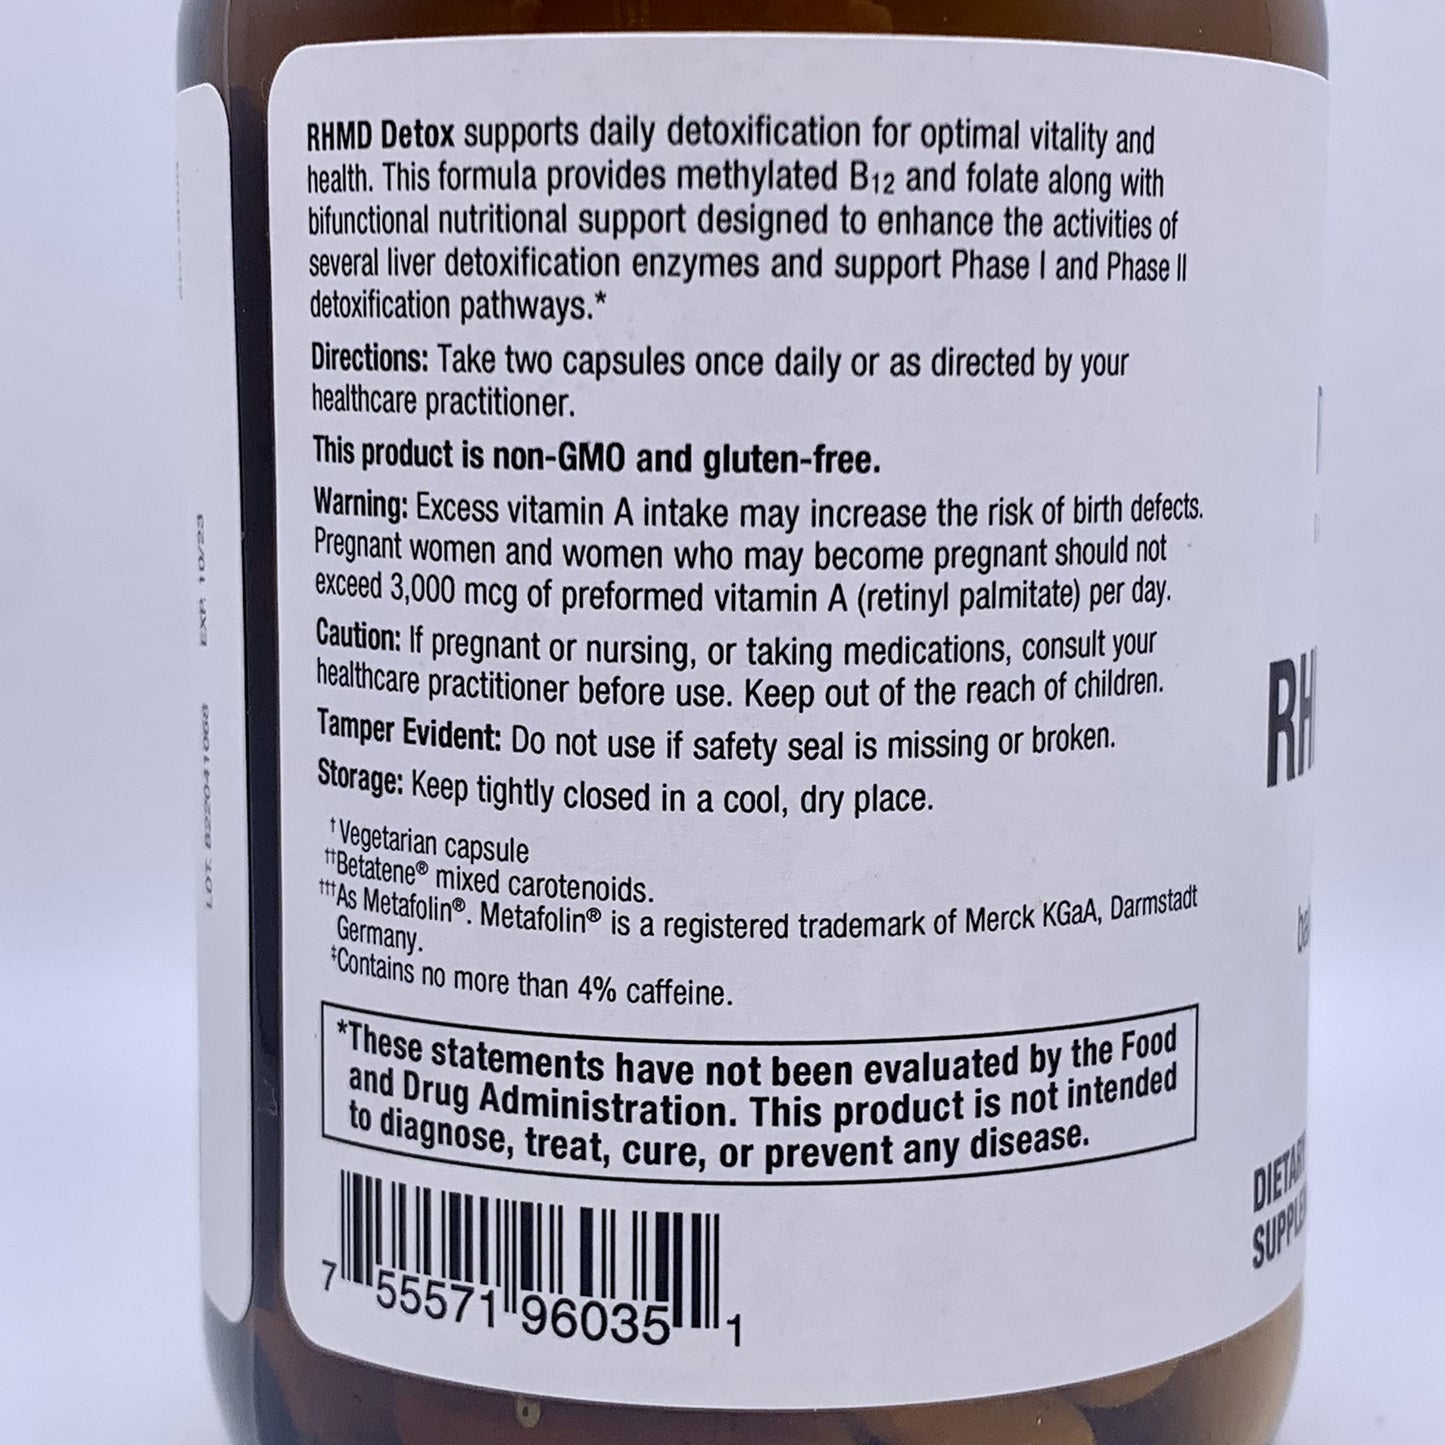 RHMD Detox supports daily detoxification for optimal vitality and
health. This formula provides methylated B12 and folate along with
bifunctional nutritional support designed to enhance the activities of
several liver detoxification enzymes and support Phase I and Phase II
detoxification pathways.*
Directions: Take two capsules once daily or as directed by your
healthcare practitioner.
This product is non-GMO and gluten-free.
Warning: Excess vitamin A intake may increase the risk of birth defects.
Pregnant women and women who may become pregnant should not
exceed 3,000 mcg of preformed vitamin A (retinyl palmitate) per day.
Caution: If pregnant or nursing, or taking medications, consult your
healthcare practitioner before use. Keep out of the reach of children.
Tamper Evident: Do not use if safety seal is missing or broken.
Storage: Keep tightly closed in a cool, dry place.
†Vegetarian capsule
††Betatene® mixed carotenoids.
†††As Metafolin®. Metafolin® is a registered trademark of Merck KGaA, Darmstadt
Germany.
‡Contains no more than 4% caffeine.
*These statements have not been evaluated by the Food
and Drug Administration. This product is not intended
to diagnose, treat, cure, or prevent any disease.
7 55571 96035 1
LOT: B22041068 EXP. 10/23
RH
DIETAR
SUPPLE